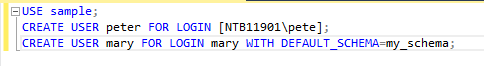 USE sample;
CREATE USER peter FOR LOGIN [NTB11901\pete];
CREATE USER mary FOR LOGIN mary WITH DEFAULT_SCHEMA=my_schema;